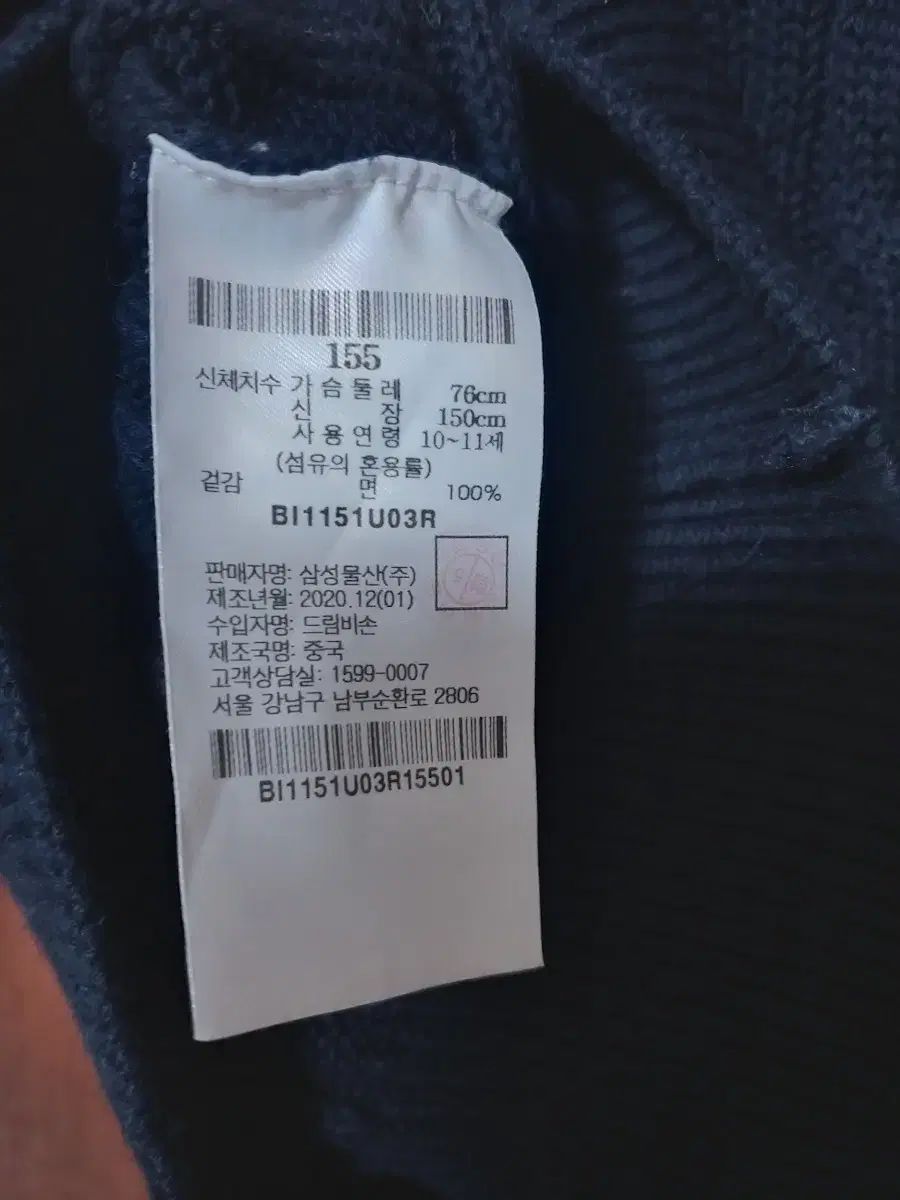 155
신체치수 가슴둘레 76cm
신 장 150cm
사용연령 10~11세
(섬유의 혼용률)
겉감 면 100%
BI1151U03R
판매자명: 삼성물산(주)
제조년월: 2020.12(01)
수입자명: 드림비손
제조국명: 중국
고객상담실: 1599-0007
서울 강남구 남부순환로 2806
BI1151U03R15501